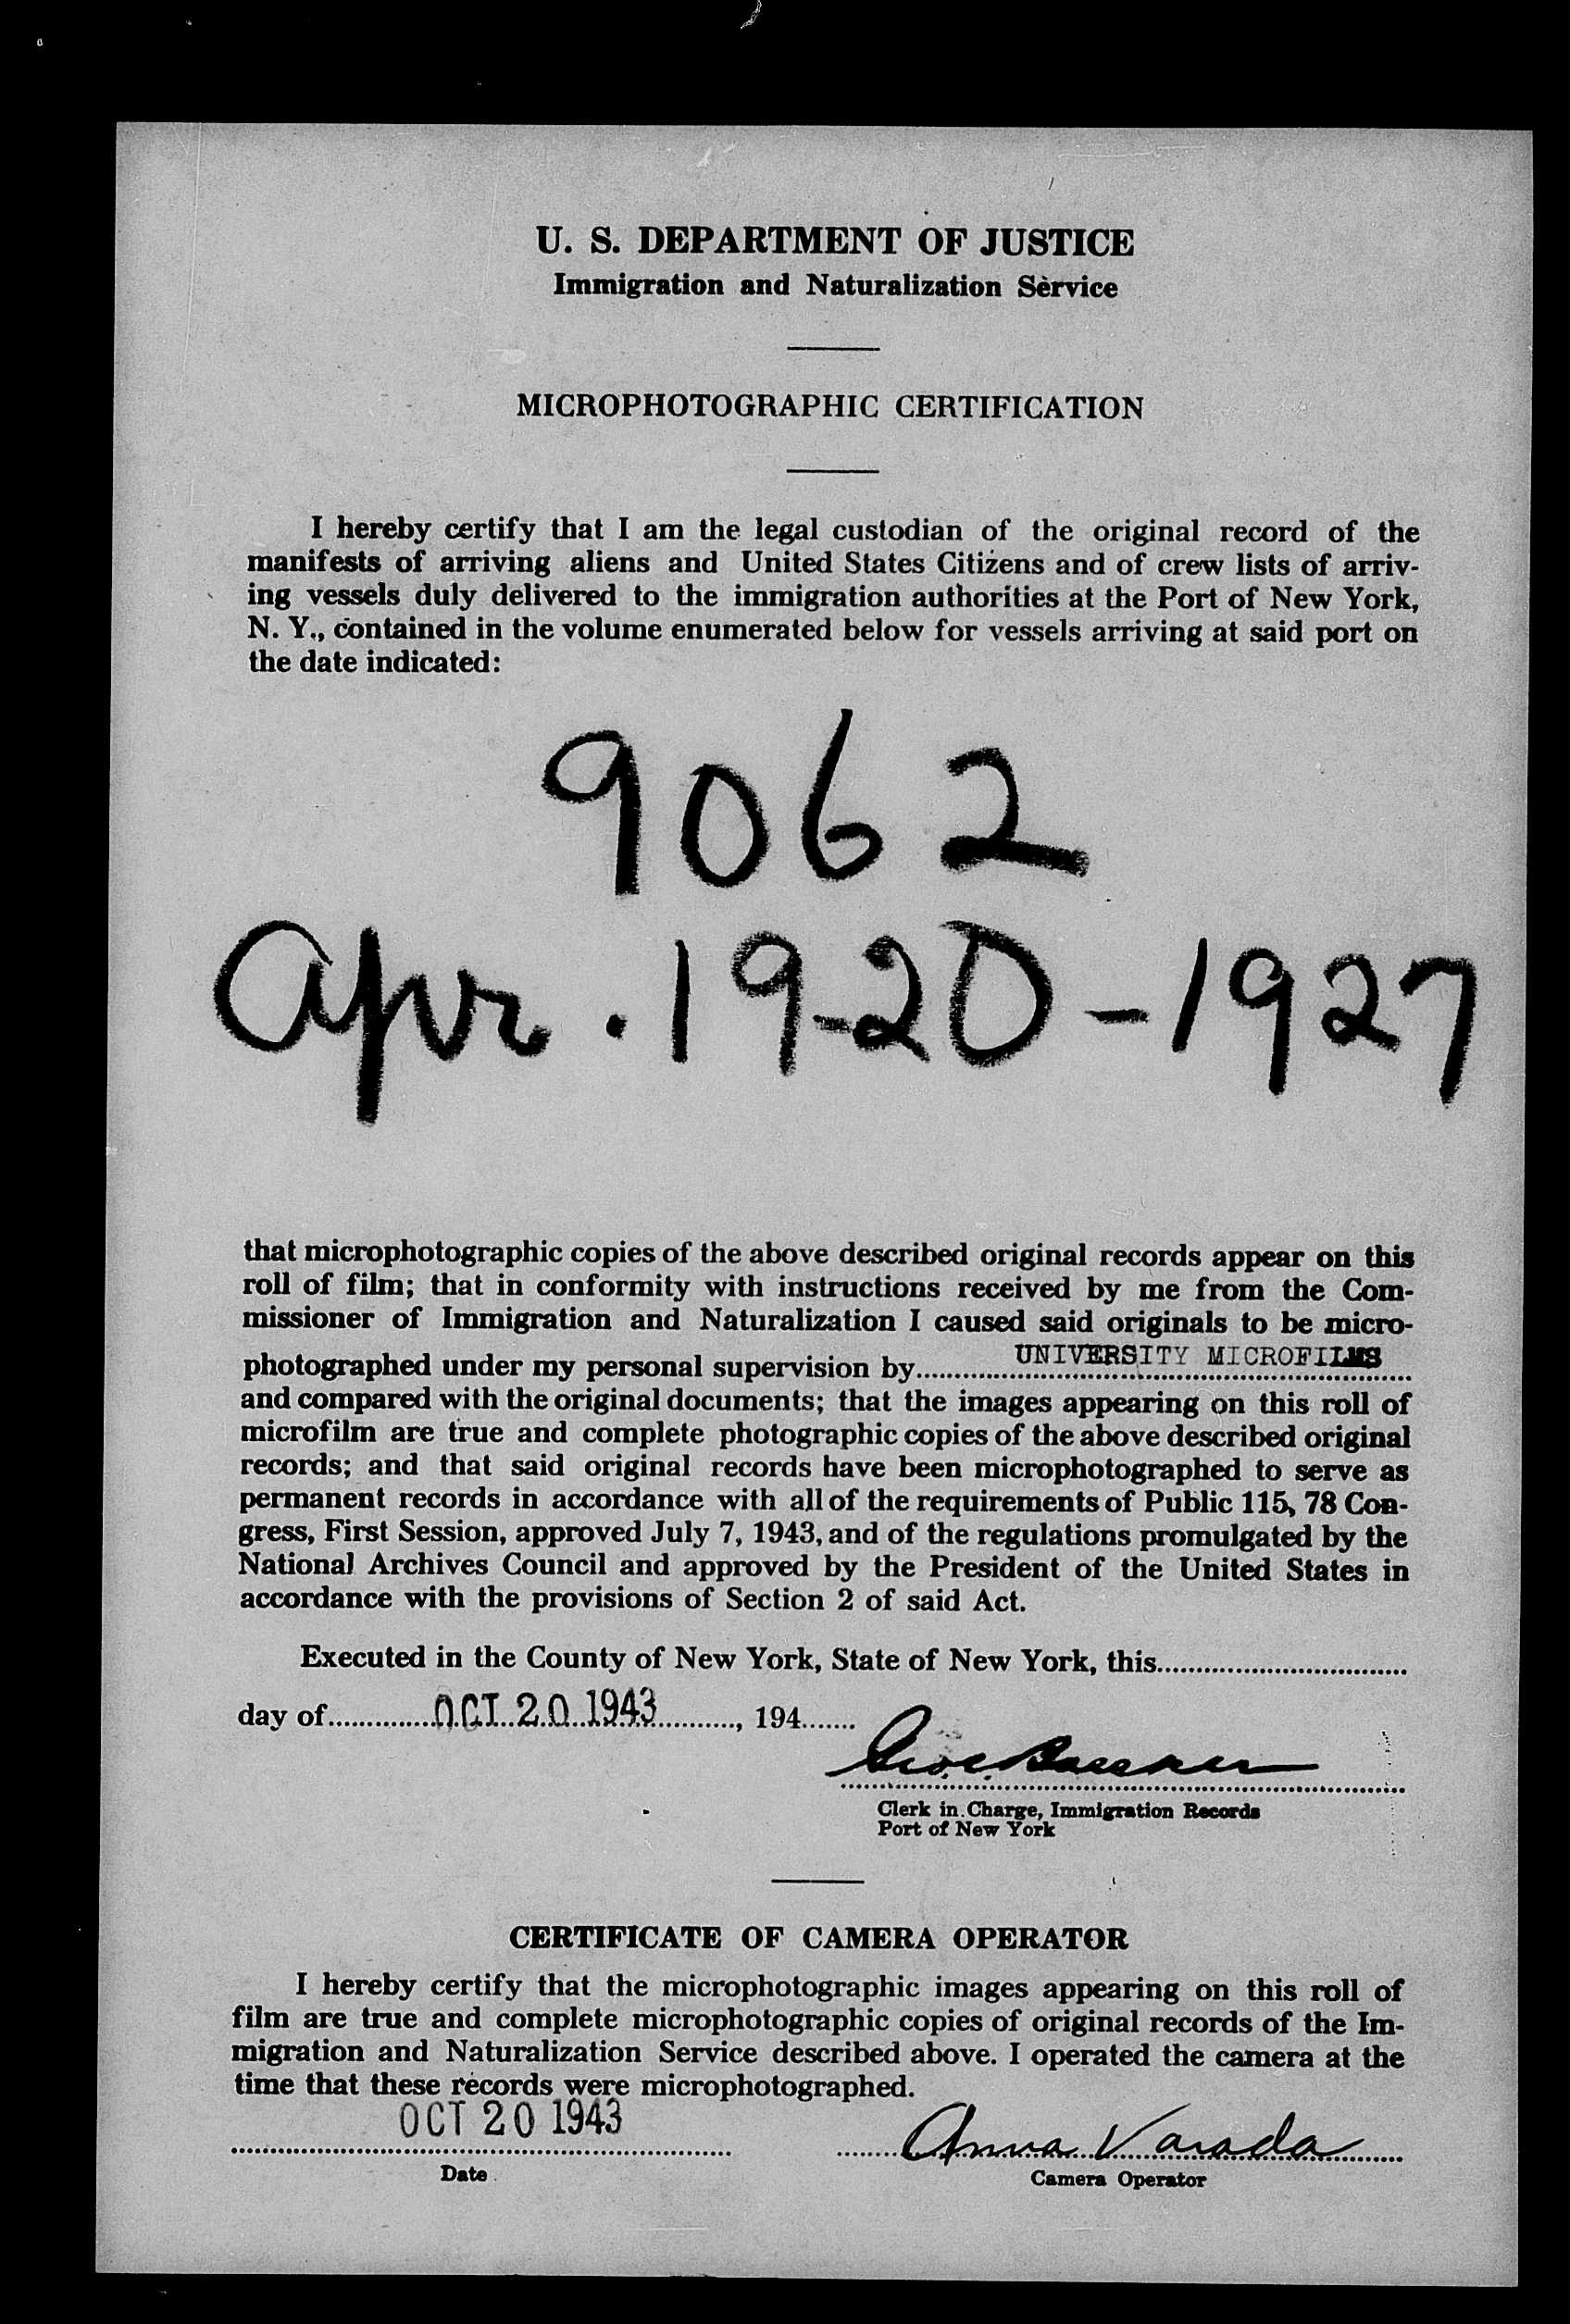 U. S. DEPARTMENT OF JUSTICE
Immigration and Naturalization Service
MICROPHOTOGRAPHIC CERTIFICATION
I hereby certify that I am the legal custodian of the original record of the
manifests of arriving aliens and United States Citizens and of crew lists of arriv-
ing vessels duly delivered to the immigration authorities at the Port of New York,
N. Y., contained in the volume enumerated below for vessels arriving at said port on
the date indicated:
9062
Apr. 19-20-1927
that microphotographic copies of the above described original records appear on this
roll of film; that in conformity with instructions received by me from the Com-
missioner of Immigration and Naturalization I caused said originals to be micro-
photographed under my personal supervision by UNIVERSITY MICROFILMS
and compared with the original documents; that the images appearing on this roll of
microfilm are true and complete photographic copies of the above described original
records; and that said original records have been microphotographed to serve as
permanent records in accordance with all of the requirements of Public 115, 78 Con-
gress, First Session, approved July 7, 1943, and of the regulations promulgated by the
National Archives Council and approved by the President of the United States in
accordance with the provisions of Section 2 of said Act.
Executed in the County of New York, State of New York, this
day of OCT 20 1943, 194
Clerk in Charge, Immigration Records
Port of New York
CERTIFICATE OF CAMERA OPERATOR
I hereby certify that the microphotographic images appearing on this roll of
film are true and complete microphotographic copies of original records of the Im-
migration and Naturalization Service described above. I operated the camera at the
time that these records were microphotographed.
OCT 20 1943 Anna Varada
Date Camera Operator